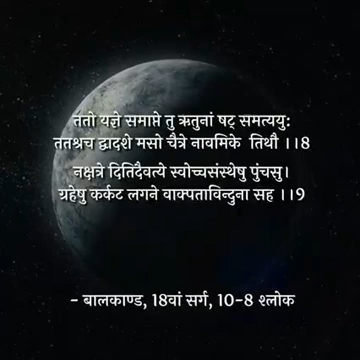 ततो यज्ञे समाप्ते तु ऋतुनां षट् समत्ययु:
ततश्रच द्वादशे मसो चैत्रे नावमिके तिथौ ।।8
नक्षत्रे दितिदैवत्ये स्वोच्चसंस्थेषु पुंचसु।
ग्रहेषु कर्कट लगने वाक्पताविन्दुना सह ।।9
- बालकाण्ड, 18वां सर्ग, 10-8 श्लोक